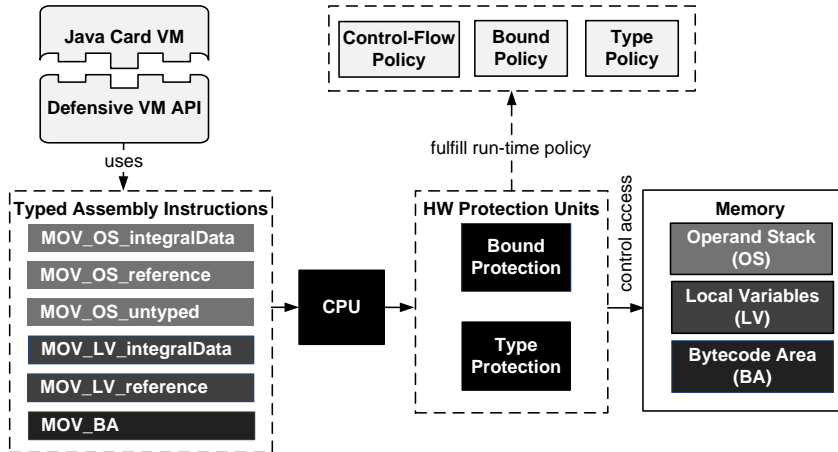 Java Card VM
Defensive VM API
uses
Control-Flow
Policy
Bound
Policy
Type
Policy
fulfill run-time policy
Typed Assembly Instructions
MOV_OS_integralData
MOV_OS_reference
MOV_OS_untyped
MOV_LV_integralData
MOV_LV_reference
MOV_BA
CPU
HW Protection Units
Bound
Protection
Type
Protection
control access
Memory
Operand Stack
(OS)
Local Variables
(LV)
Bytecode Area
(BA)